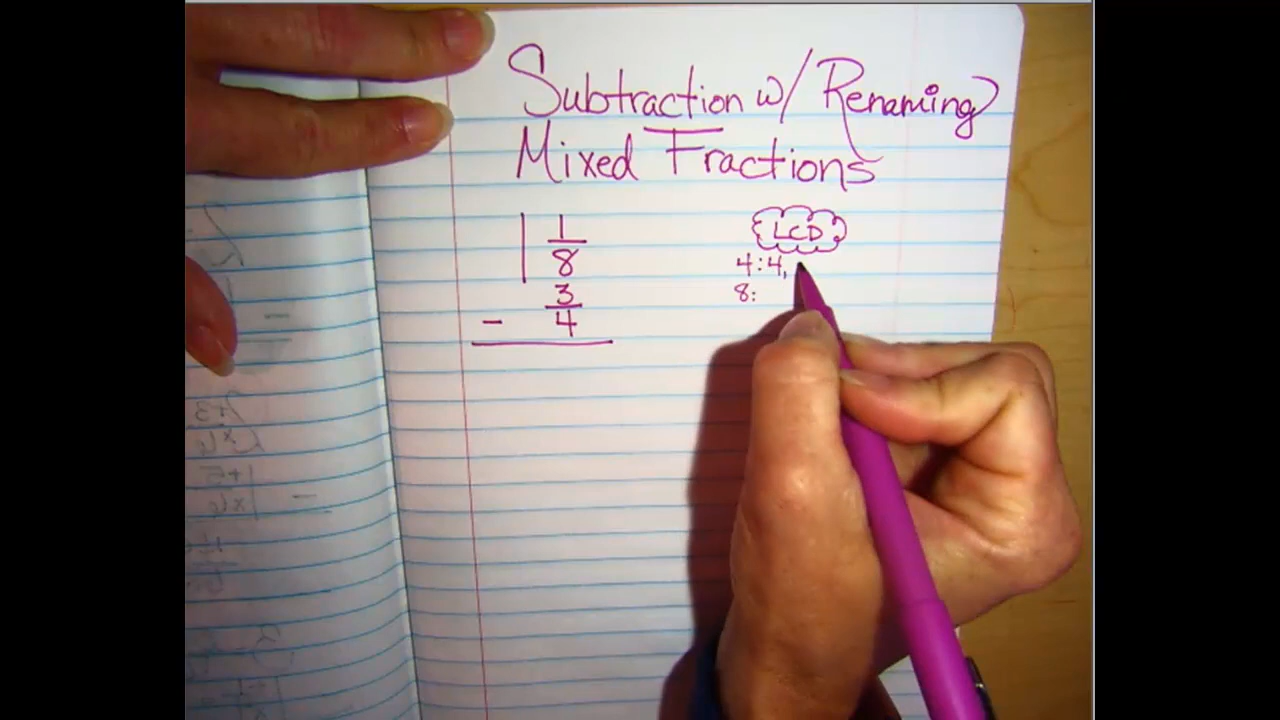 Subtraction w/ Renaming
Mixed Fractions
1 1/8
- 3/4
LCD
4: 4,
8: